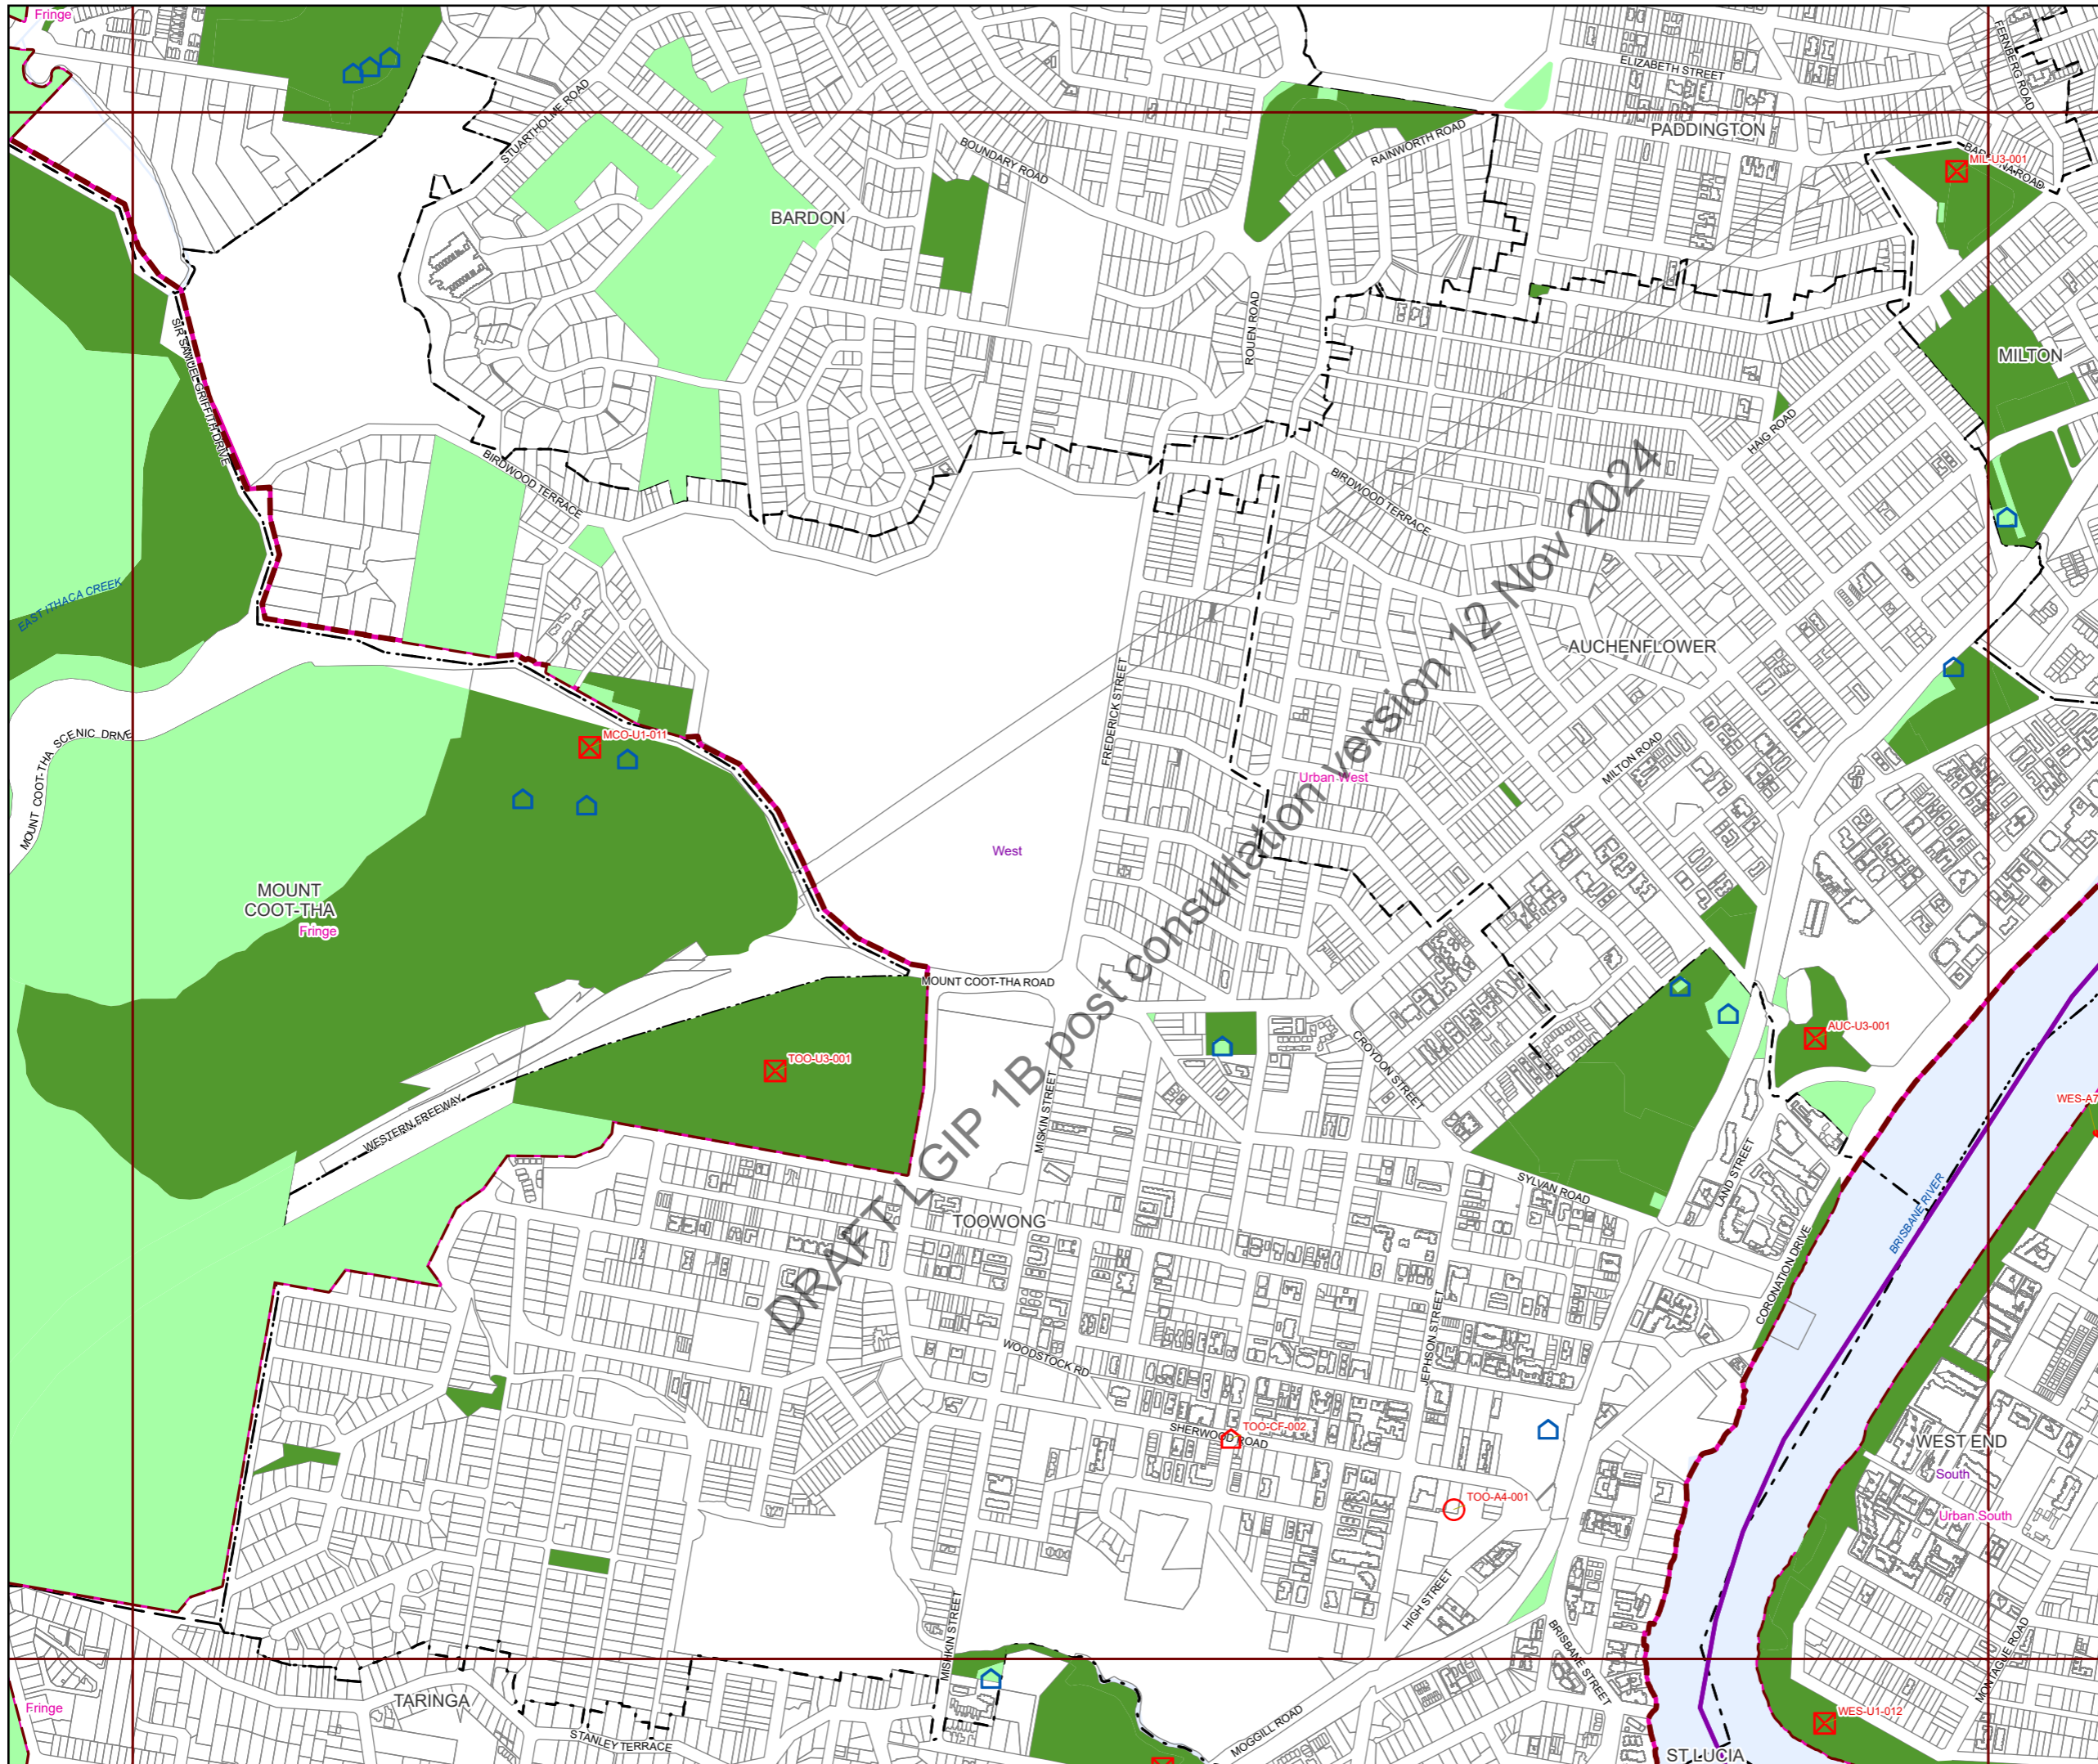 Fringe
FERNBERG ROAD
ELIZABETH STREET
STUARTHOLME ROAD
PADDINGTON
RAINWORTH ROAD
BOUNDARY ROAD
MIL-U3-001
BARDON
ROUEN ROAD
MILTON
SIR SAMUEL GRIFFITH DRIVE
HAIG ROAD
BIRDWOOD TERRACE
BIRDWOOD TERRACE
EAST ITHACA CREEK
AUCHENFLOWER
FREDERICK STREET
MOUNT COOT-THA SCENIC DRIVE
MCO-U1-011
MILTON ROAD
Urban West
West
MOUNT
COOT-THA
Fringe
MOUNT COOT-THA ROAD
DRAFT LGIP 1B post consultation version 12 Nov 2024
AUC-U3-001
TOO-U3-001
CROYDON STREET
MISKIN STREET
WESTERN FREEWAY
WES-A7
LAND STREET
SYLVAN ROAD
BRISBANE RIVER
TOOWONG
CORONATION DRIVE
JEPHSON STREET
WOODSTOCK RD
TOO-CF-002
SHERWOOD ROAD
WEST END
South
TOO-A4-001
Urban South
HIGH STREET
MISKIN STREET
BRISBANE STREET
MONTAGUE ROAD
TARINGA
Fringe
WES-U1-012
MOGGILL ROAD
STANLEY TERRACE
ST LUCIA